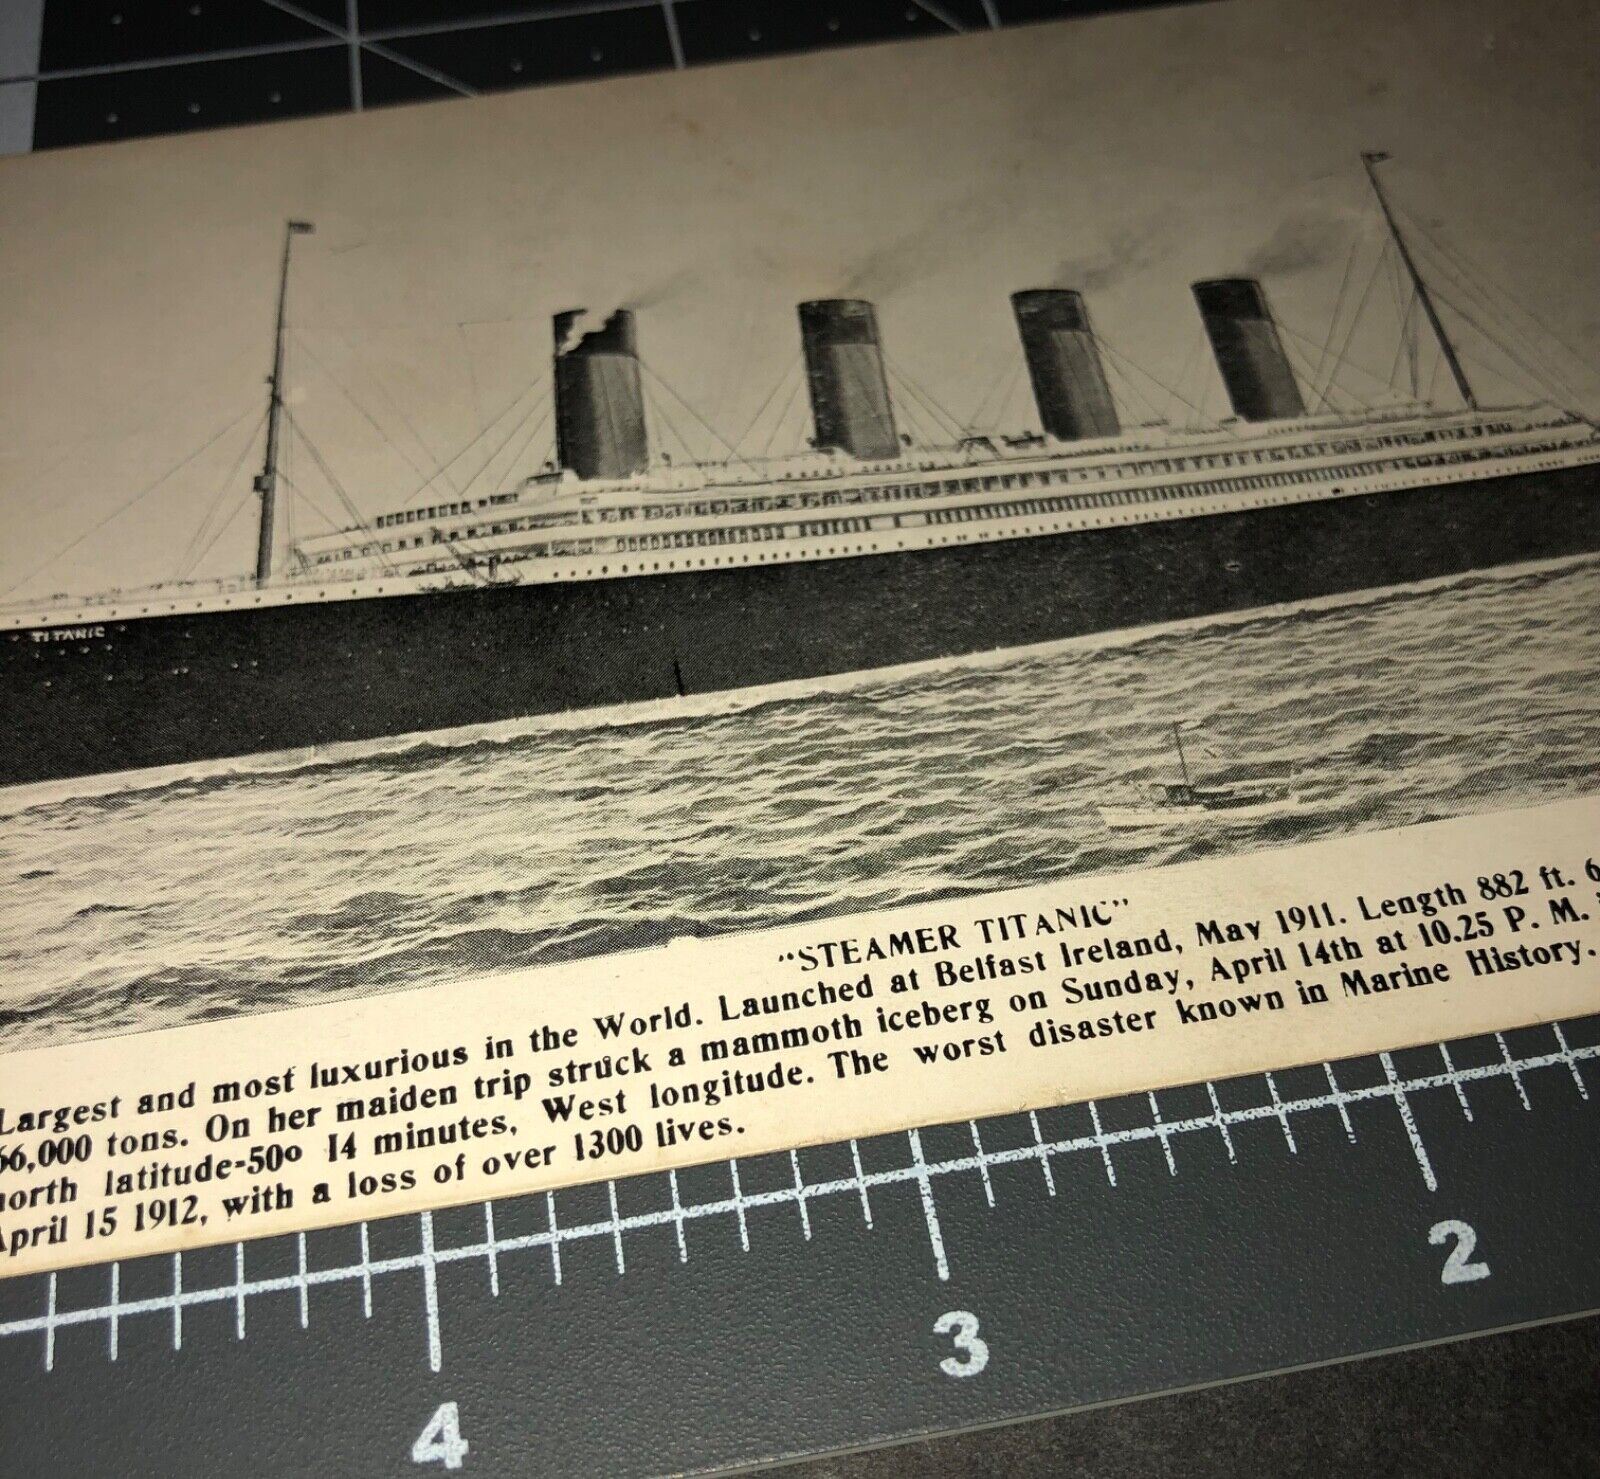 TITANIC
"STEAMER TITANIC"
Largest and most luxurious in the World. Launched at Belfast Ireland, May 1911. Length 882 ft. 6
66,000 tons. On her maiden trip struck a mammoth iceberg on Sunday, April 14th at 10.25 P. M.
north latitude-50º 14 minutes, West longitude. The worst disaster known in Marine History.
April 15 1912, with a loss of over 1300 lives.
4
3
2